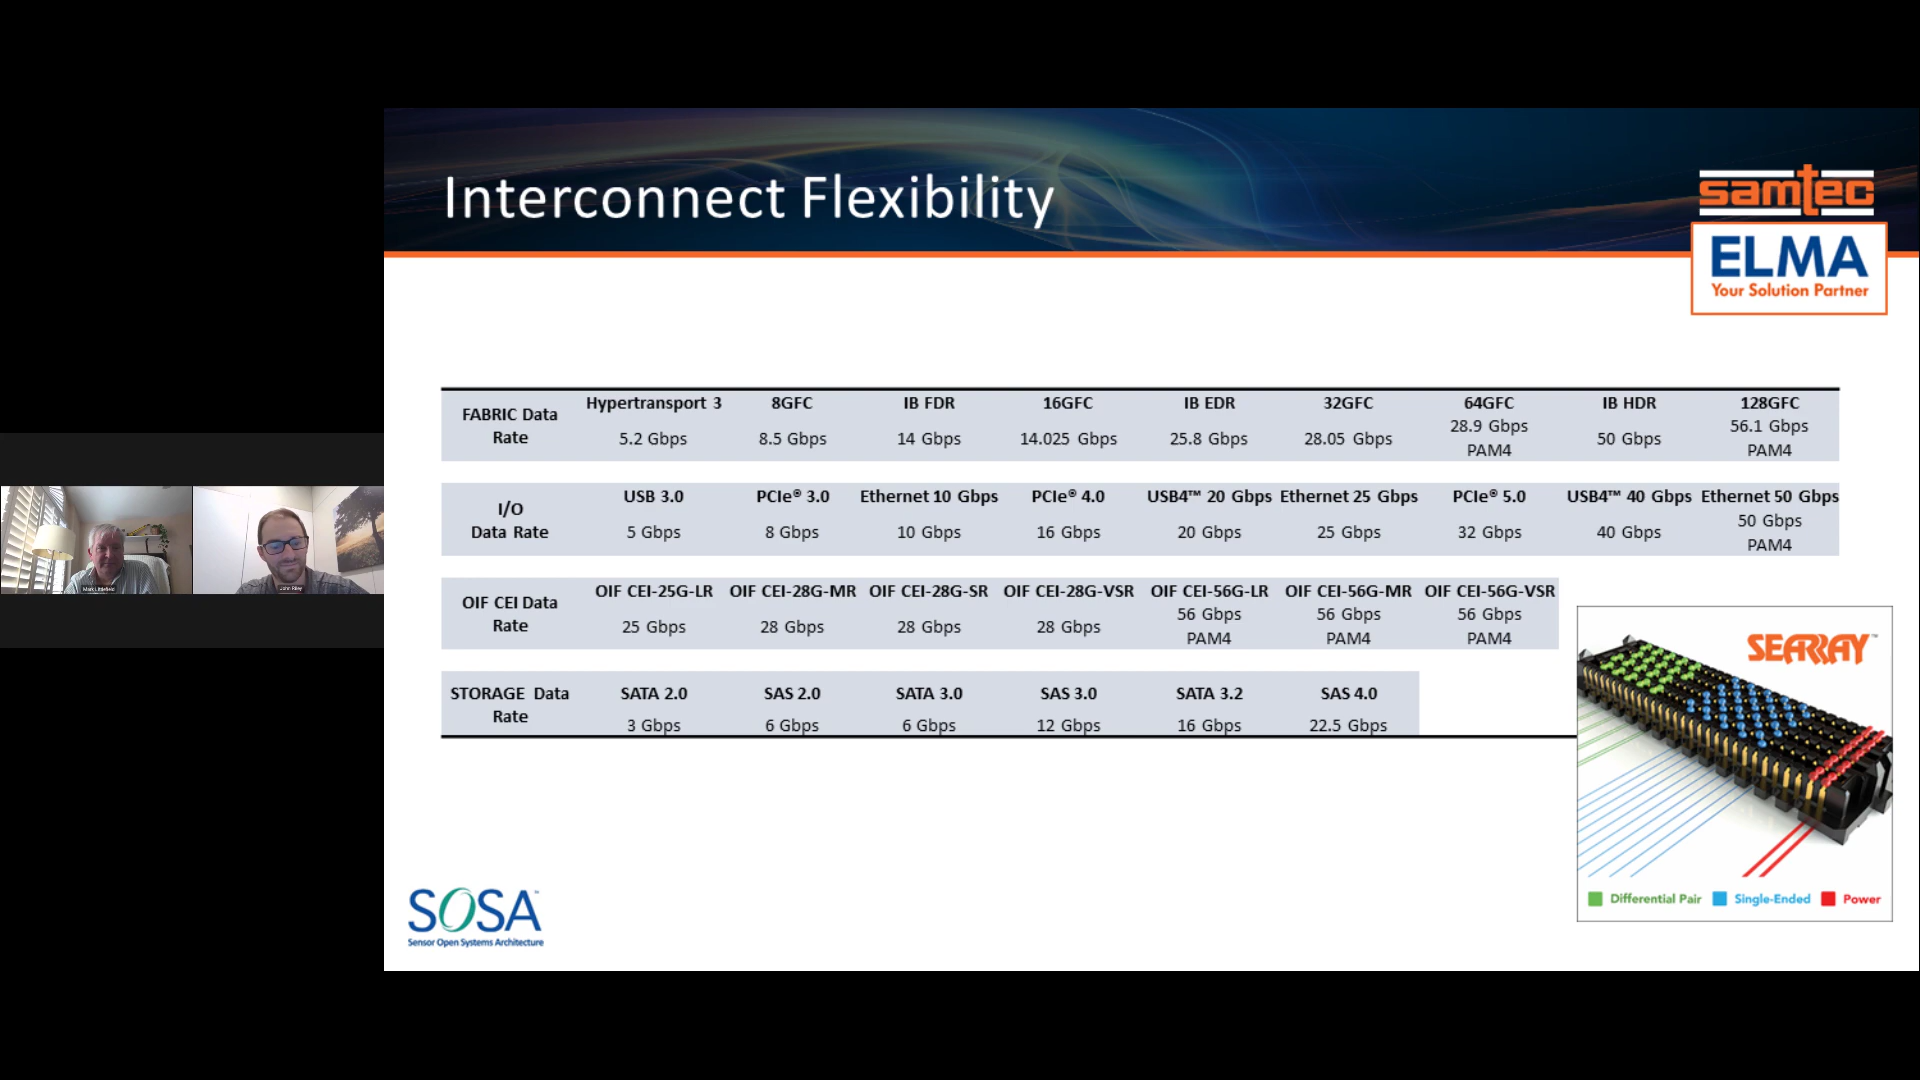 Interconnect Flexibility
samtec
ELMA
Your Solution Partner
FABRIC Data Rate Hypertransport 3 8GFC IB FDR 16GFC IB EDR 32GFC 64GFC IB HDR 128GFC
5.2 Gbps 8.5 Gbps 14 Gbps 14.025 Gbps 25.8 Gbps 28.05 Gbps 28.9 Gbps PAM4 50 Gbps 56.1 Gbps PAM4
I/O Data Rate USB 3.0 PCIe® 3.0 Ethernet 10 Gbps PCIe® 4.0 USB4™ 20 Gbps Ethernet 25 Gbps PCIe® 5.0 USB4™ 40 Gbps Ethernet 50 Gbps
5 Gbps 8 Gbps 10 Gbps 16 Gbps 20 Gbps 25 Gbps 32 Gbps 40 Gbps 50 Gbps PAM4
OIF CEI Data Rate OIF CEI-25G-LR OIF CEI-28G-MR OIF CEI-28G-SR OIF CEI-28G-VSR OIF CEI-56G-LR OIF CEI-56G-MR OIF CEI-56G-VSR
25 Gbps 28 Gbps 28 Gbps 28 Gbps 56 Gbps PAM4 56 Gbps PAM4 56 Gbps PAM4
STORAGE Data Rate SATA 2.0 SAS 2.0 SATA 3.0 SAS 3.0 SATA 3.2 SAS 4.0
3 Gbps 6 Gbps 6 Gbps 12 Gbps 16 Gbps 22.5 Gbps
SEARAY™
Differential Pair Single-Ended Power
SOSA™
Sensor Open Systems Architecture
Mark Littlefield
John Riley